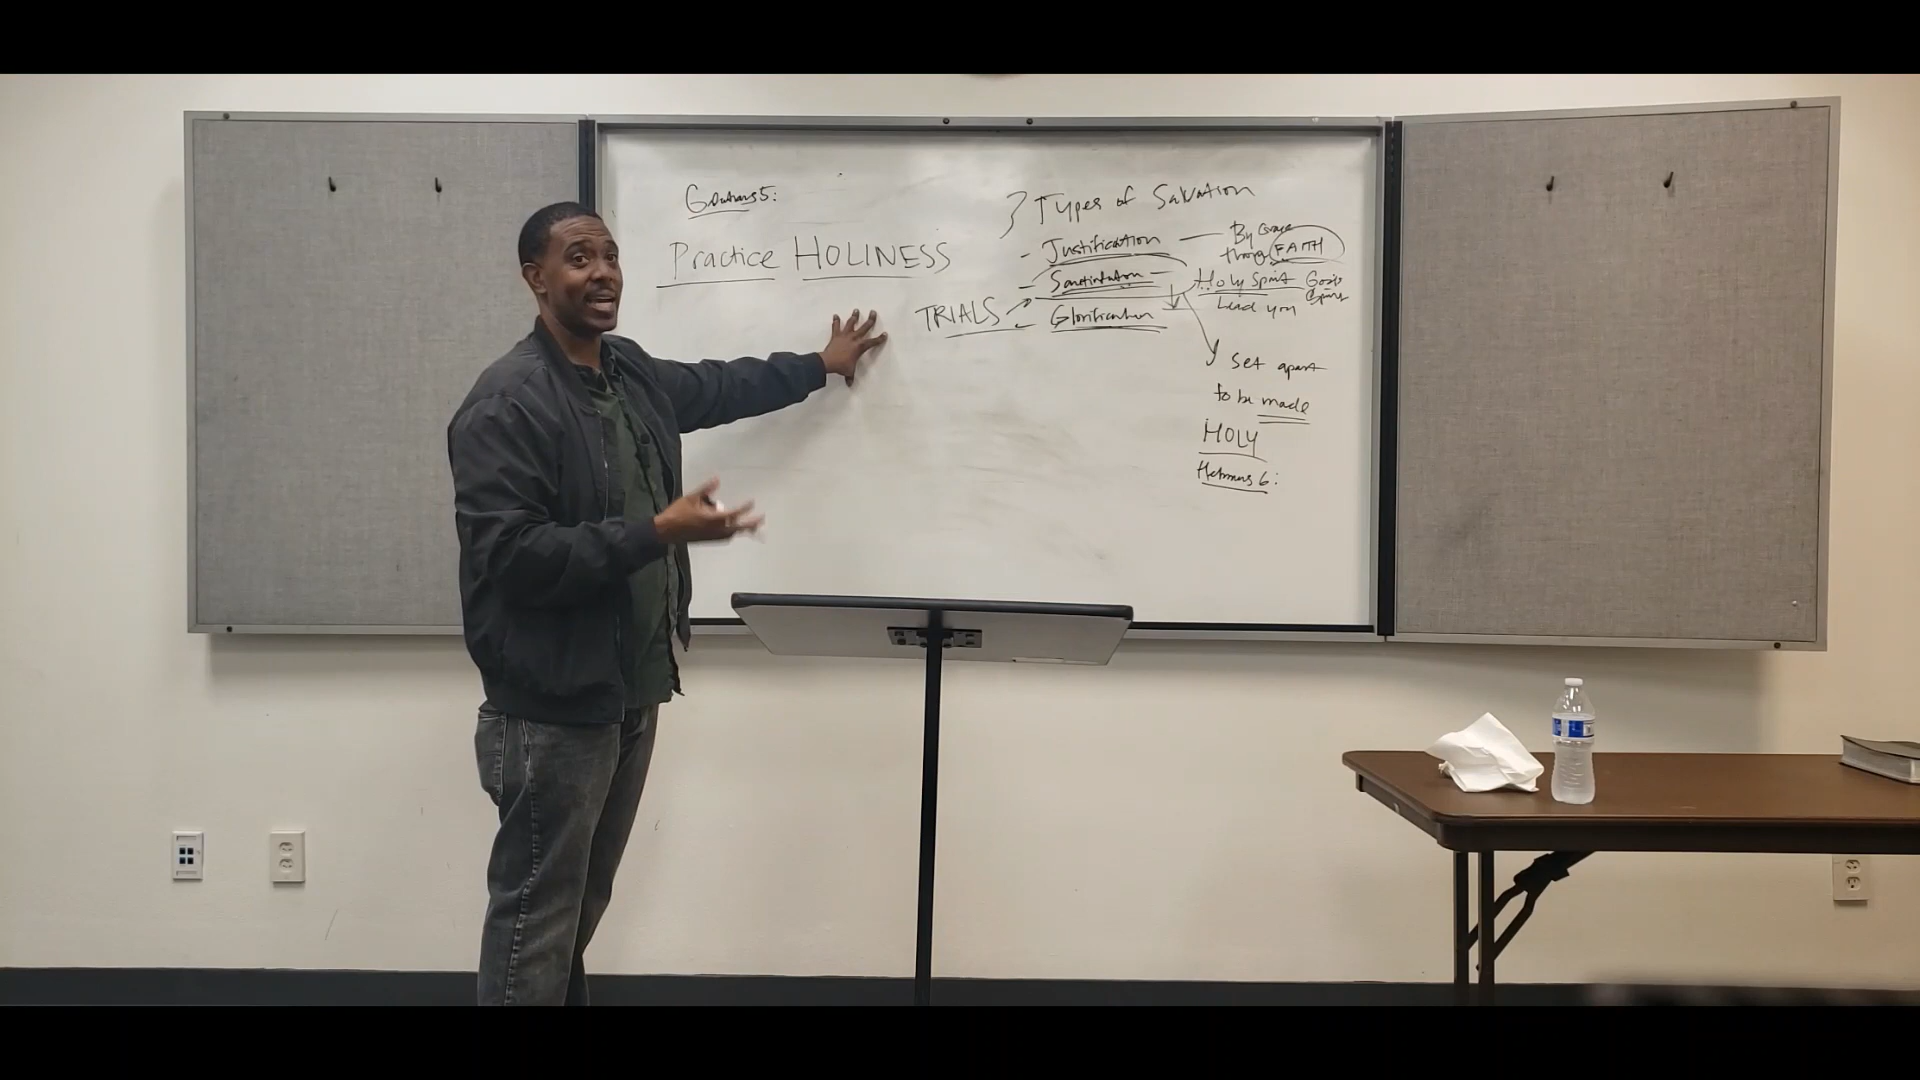 Galatians 5:
Practice HOLINESS
3 Types of Salvation
- Justification — By Grace
through FAITH
- Sanctification — Holy Spirit
Lead you
TRIALS
- Glorification
set apart
to be made
HOLY
Hebrews 6: